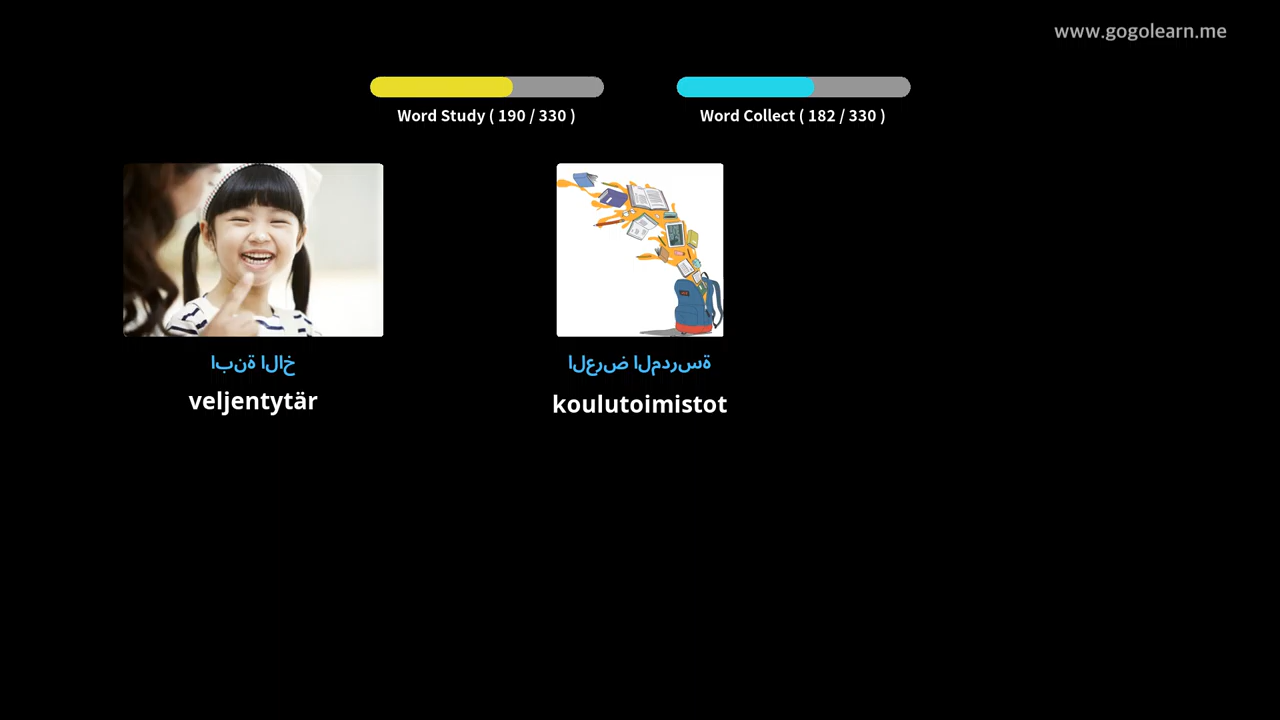 www.gogolearn.me
Word Study ( 190 / 330 )
Word Collect ( 182 / 330 )
ابنة الاخ
العرض المدرسة
veljentytär
koulutoimistot